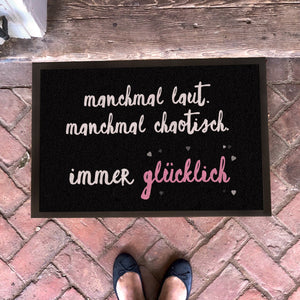 manchmal laut.
manchmal chaotisch.
immer glücklich